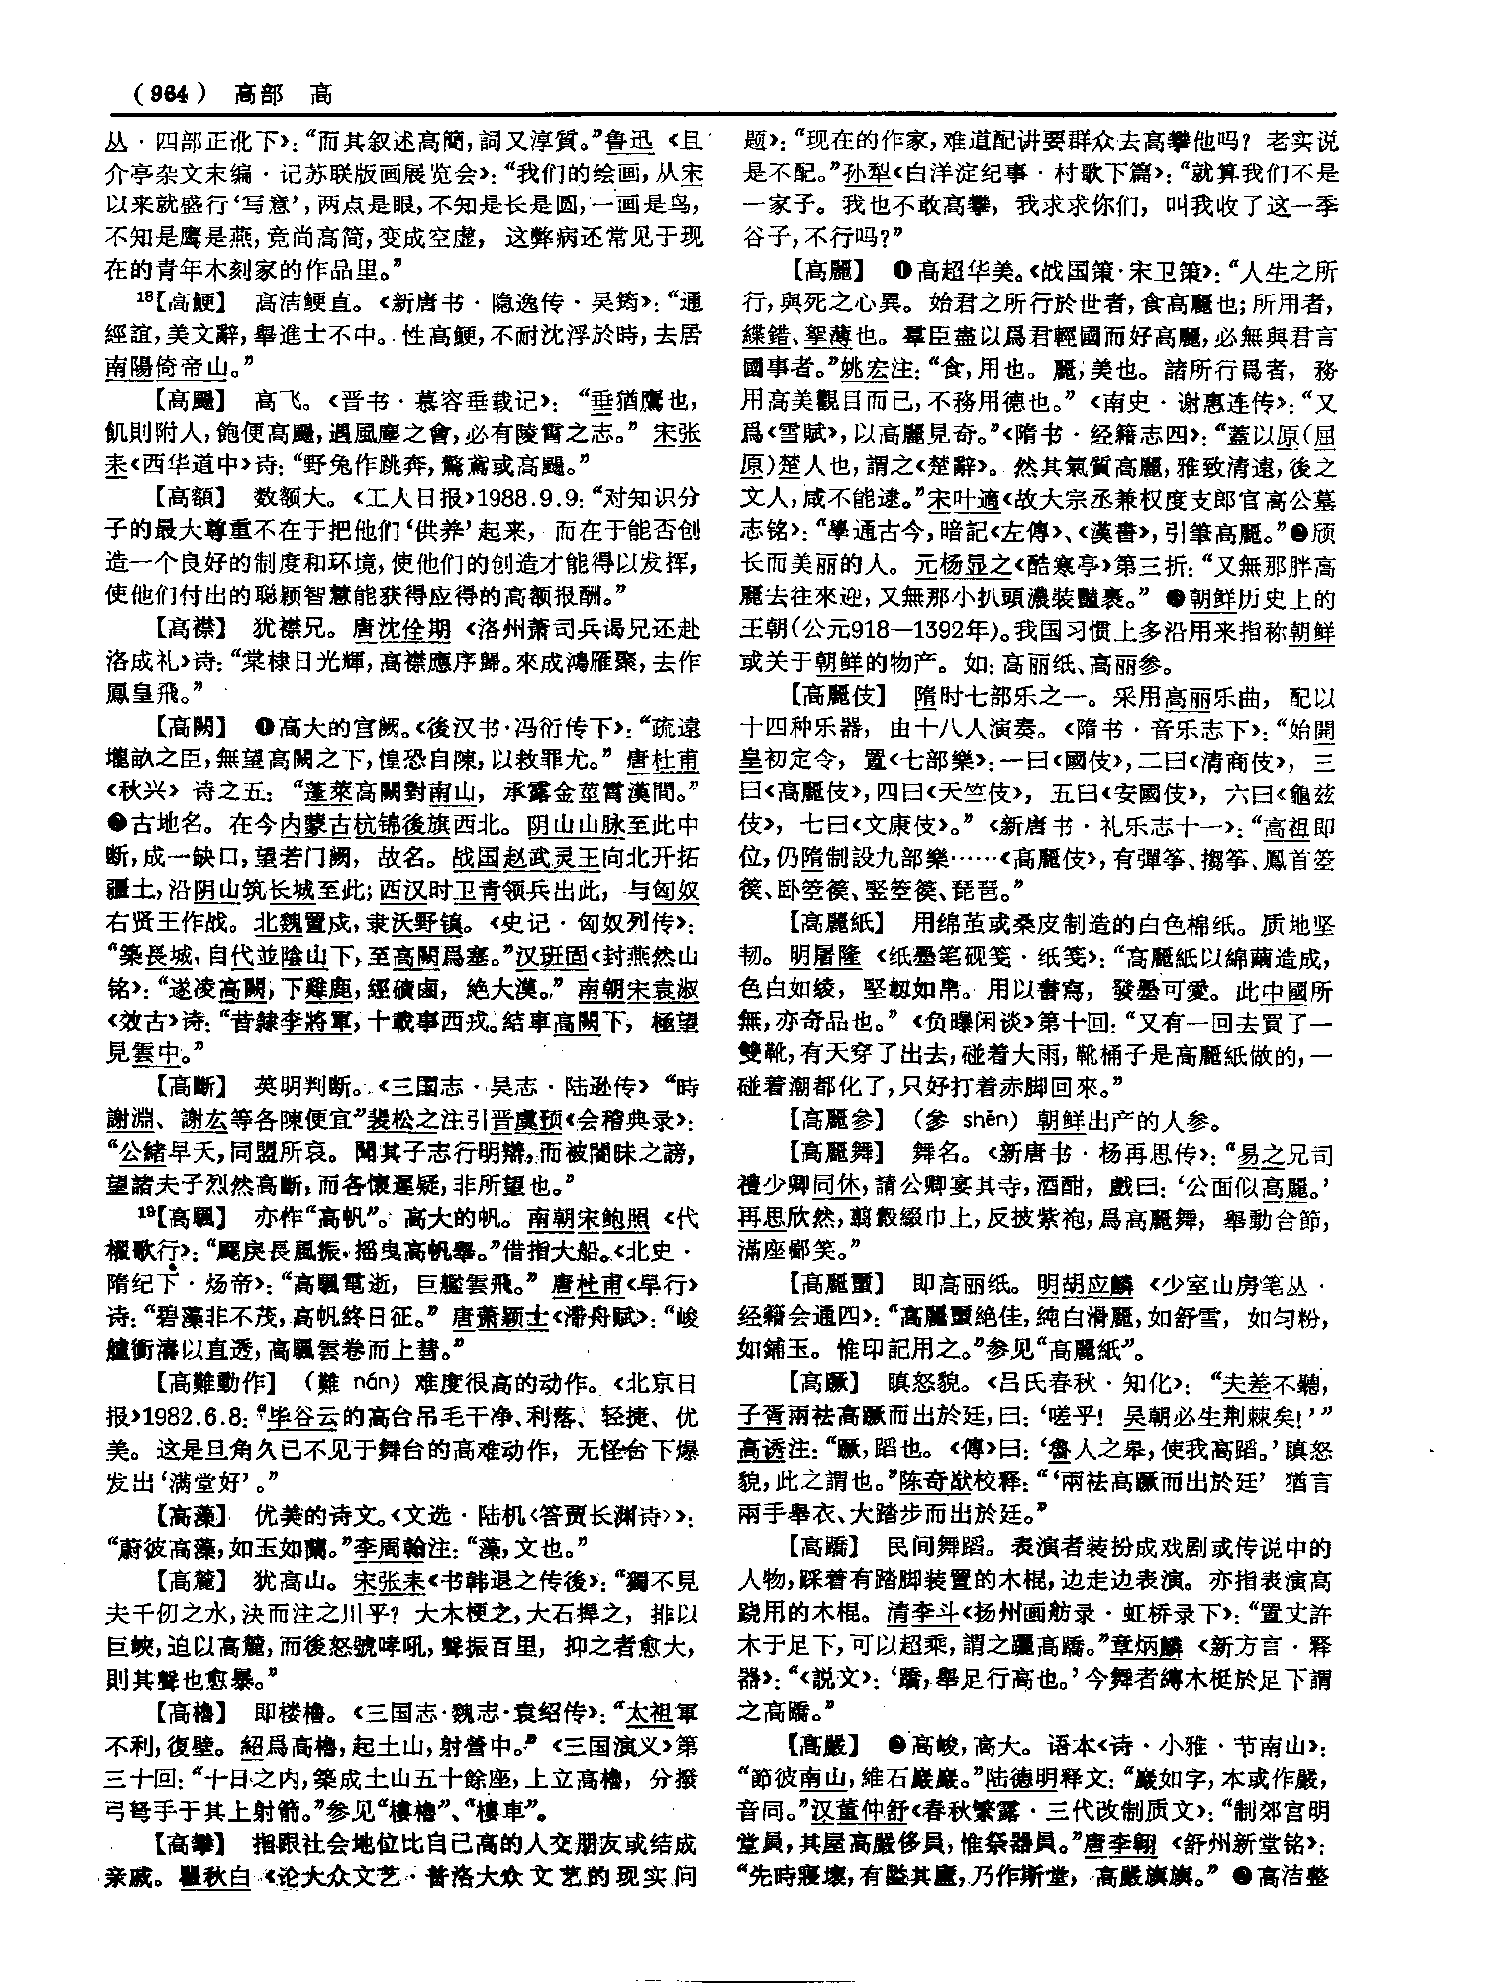 （964） 高部 高
丛·四部正讹下》：“而其叙述高簡，詞又淳質。”鲁迅《且
介亭杂文末编·记苏联版画展览会》：“我们的绘画，从宋
以来就盛行‘写意’，两点是眼，不知是长是圆，一画是鸟，
不知是鹰是燕，竞尚高简，变成空虚，这弊病还常见于现
在的青年木刻家的作品里。”
18【高鯁】 高洁鲠直。《新唐书·隐逸传·吴筠》：“通
經誼，美文辭，舉進士不中。性高鯁，不耐沈浮於時，去居
南陽倚帝山。”
【高颺】 高飞。《晋书·慕容垂载记》：“垂猶鷹也，
飢則附人，飽便高颺，遇風塵之會，必有陵霄之志。”宋张
耒《西华道中》诗：“野兔作跳奔，驚鳶或高颺。”
【高額】 数额大。《工人日报》1988.9.9：“对知识分
子的最大尊重不在于把他们‘供养’起来，而在于能否创
造一个良好的制度和环境，使他们的创造才能得以发挥，
使他们付出的聪颖智慧能获得应得的高额报酬。”
【高襟】 犹襟兄。唐沈佺期《洛州萧司兵谒兄还赴
洛成礼》诗：“棠棣日光輝，高襟應序歸。來成鴻雁聚，去作
鳳皇飛。”
【高闕】 ❶高大的宫阙。《後汉书·冯衍传下》：“疏遠
壠畝之臣，無望高闕之下，惶恐自陳，以救罪尤。”唐杜甫
《秋兴》诗之五：“蓬萊高闕對南山，承露金莖霄漢間。”
❷古地名。在今内蒙古杭锦後旗西北。阴山山脉至此中
断，成一缺口，望若门阙，故名。战国赵武灵王向北开拓
疆土，沿阴山筑长城至此；西汉时卫青领兵出此，与匈奴
右贤王作战。北魏置戍，隶沃野镇。《史记·匈奴列传》：
“築長城，自代並陰山下，至高闕爲塞。”汉班固《封燕然山
铭》：“遂凌高闕，下雞鹿，經磧鹵，絶大漠。”南朝宋袁淑
《效古》诗：“昔隸李將軍，十載事西戎。結車高闕下，極望
見雲中。”
【高斷】 英明判断。《三国志·吴志·陆逊传》“時
謝淵、謝厷等各陳便宜”裴松之注引晋虞预《会稽典录》：
“公緒早夭，同盟所哀。聞其子志行明辯，而被闇昧之謗，
望諸夫子烈然高斷，而各懷遲疑，非所望也。”
19【高颿】 亦作“高帆”。高大的帆。南朝宋鲍照《代
櫂歌行》：“飂戾長風振，摇曳高帆舉。”借指大船。《北史·
隋纪下·炀帝》：“高颿電逝，巨艦雲飛。”唐杜甫《早行》
诗：“碧藻非不茂，高帆終日征。”唐萧颖士《滞舟赋》：“峻
艫衝濤以直透，高颿雲卷而上朁。”
【高難動作】 （難 nán）难度很高的动作。《北京日
报》1982.6.8：“毕谷云的高台吊毛干净、利落、轻捷、优
美。这是旦角久已不见于舞台的高难动作，无怪台下爆
发出‘满堂好’。”
【高藻】 优美的诗文。《文选·陆机〈答贾长渊诗〉》：
“蔚彼高藻，如玉如蘭。”李周翰注：“藻，文也。”
【高麓】 犹高山。宋张耒《书韩退之传後》：“獨不見
夫千仞之水，決而注之川乎？大木梗之，大石捍之，排以
巨峽，迫以高麓，而後怒號哮吼，聲振百里，抑之者愈大，
則其聲也愈暴。”
【高櫓】 即楼橹。《三国志·魏志·袁绍传》：“太祖軍
不利，復壁。紹爲高櫓，起土山，射營中。”《三国演义》第
三十回：“十日之内，築成土山五十餘座，上立高櫓，分撥
弓弩手于其上射箭。”参见“樓櫓”、“樓車”。
【高攀】 指跟社会地位比自己高的人交朋友或结成
亲戚。瞿秋白《论大众文艺·普洛大众文艺的现实问
题》：“现在的作家，难道配讲要群众去高攀他吗？老实说
是不配。”孙犁《白洋淀纪事·村歌下篇》：“就算我们不是
一家子。我也不敢高攀，我求求你们，叫我收了这一季
谷子，不行吗？”
【高麗】 ❶高超华美。《战国策·宋卫策》：“人生之所
行，與死之心異。始君之所行於世者，食高麗也；所用者，
緤錯、挐薄也。羣臣盡以爲君輕國而好高麗，必無與君言
國事者。”姚宏注：“食，用也。麗，美也。諸所行爲者，務
用高美觀目而已，不務用德也。”《南史·谢惠连传》：“又
爲《雪賦》，以高麗見奇。”《隋书·经籍志四》：“蓋以原（屈
原）楚人也，謂之《楚辭》。然其氣質高麗，雅致清遠，後之
文人，咸不能逮。”宋叶適《故大宗丞兼权度支郎官高公墓
志铭》：“學通古今，暗記《左傳》、《漢書》，引筆高麗。”❷颀
长而美丽的人。元杨显之《酷寒亭》第三折：“又無那胖高
麗去往來迎，又無那小扒頭濃裝豔裹。”❸朝鲜历史上的
王朝（公元918—1392年）。我国习惯上多沿用来指称朝鲜
或关于朝鲜的物产。如：高丽纸、高丽参。
【高麗伎】 隋时七部乐之一。采用高丽乐曲，配以
十四种乐器，由十八人演奏。《隋书·音乐志下》：“始開
皇初定令，置《七部樂》：一曰《國伎》，二曰《清商伎》，三
曰《高麗伎》，四曰《天竺伎》，五曰《安國伎》，六曰《龜兹
伎》，七曰《文康伎》。”《新唐书·礼乐志十一》：“高祖即
位，仍隋制設九部樂……《高麗伎》，有彈筝、搊筝、鳳首箜
篌、卧箜篌、竪箜篌、琵琶。”
【高麗紙】 用绵茧或桑皮制造的白色棉纸。质地坚
韧。明屠隆《纸墨笔砚笺·纸笺》：“高麗紙以綿繭造成，
色白如綾，堅韌如帛。用以書寫，發墨可愛。此中國所
無，亦奇品也。”《负曝闲谈》第十回：“又有一回去買了一
雙靴，有天穿了出去，碰着大雨，靴桶子是高麗紙做的，一
碰着潮都化了，只好打着赤脚回來。”
【高麗参】 （參 shēn）朝鲜出产的人参。
【高麗舞】 舞名。《新唐书·杨再思传》：“易之兄司
禮少卿同休，請公卿宴其寺，酒酣，戲曰：‘公面似高麗。’
再思欣然，翦縠綴巾上，反披紫袍，爲高麗舞，舉動合節，
滿座鄙笑。”
【高麗蠒】 即高丽纸。明胡应麟《少室山房笔丛·
经籍会通四》：“高麗蠒絶佳，純白滑麗，如舒雪，如匀粉，
如鋪玉。惟印記用之。”参见“高麗紙”。
【高蹶】 瞋怒貌。《吕氏春秋·知化》：“夫差不聽，
子胥兩祛高蹶而出於廷，曰：‘嗟乎！吴朝必生荆棘矣！’”
高诱注：“蹶，蹈也。《傳》曰：‘魯人之皋，使我高蹈。’瞋怒
貌，此之謂也。”陈奇猷校释：“‘兩祛高蹶而出於廷’猶言
兩手舉衣、大踏步而出於廷。”
【高蹻】 民间舞蹈。表演者装扮成戏剧或传说中的
人物，踩着有踏脚装置的木棍，边走边表演。亦指表演高
跷用的木棍。清李斗《扬州画舫录·虹桥录下》：“置丈許
木于足下，可以超乘，謂之躧高蹻。”章炳麟《新方言·释
器》：“《説文》：‘蹻，舉足行高也。’今舞者縛木梃於足下謂
之高蹻。”
【高嚴】 ❶高峻，高大。语本《诗·小雅·节南山》：
“節彼南山，維石巖巖。”陆德明释文：“巖如字，本或作嚴，
音同。”汉董仲舒《春秋繁露·三代改制质文》：“制郊宫明
堂員，其屋高嚴侈員，惟祭器員。”唐李翱《舒州新堂铭》：
“先時寢壞，有隘其廬，乃作斯堂，高嚴旗旗。”❷高洁整